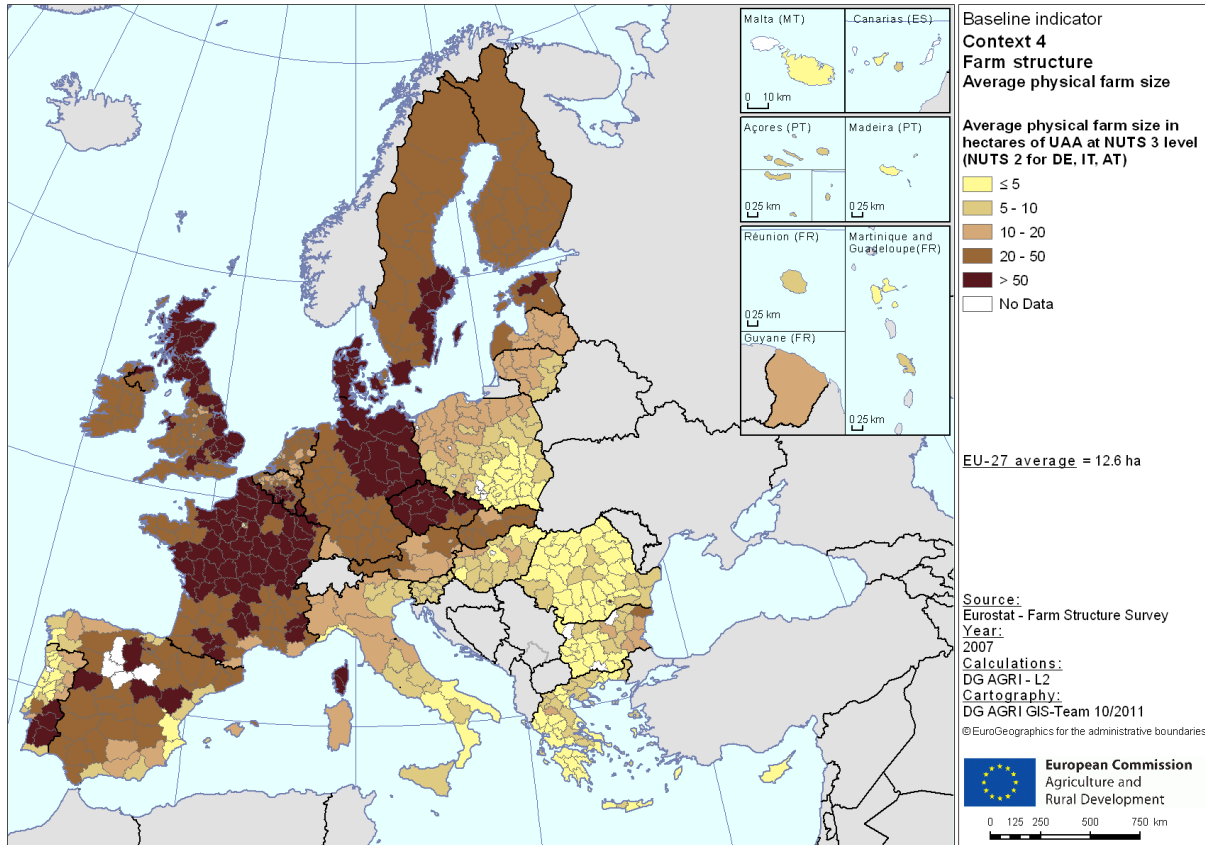 Malta (MT)
0 10 km
Canarias (ES)
Açores (PT)
0 25 km
Madeira (PT)
0 25 km
Réunion (FR)
0 25 km
Martinique and
Guadeloupe(FR)
0 25 km
Guyane (FR)
Baseline indicator
Context 4
Farm structure
Average physical farm size
Average physical farm size in
hectares of UAA at NUTS 3 level
(NUTS 2 for DE, IT, AT)
≤ 5
5 - 10
10 - 20
20 - 50
> 50
No Data
EU-27 average = 12.6 ha
Source:
Eurostat - Farm Structure Survey
Year:
2007
Calculations:
DG AGRI - L2
Cartography:
DG AGRI GIS-Team 10/2011
© EuroGeographics for the administrative boundaries
European Commission
Agriculture and
Rural Development
0 125 250 500 750 km